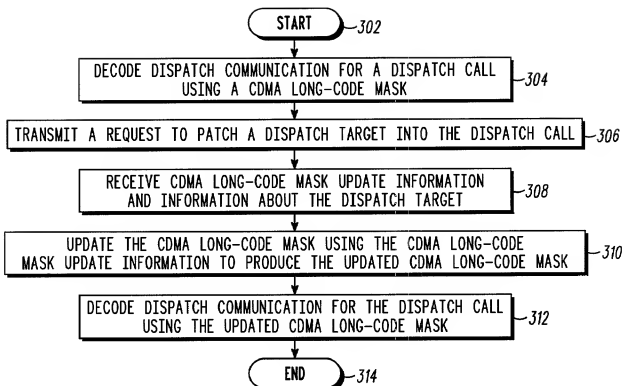 START
302
DECODE DISPATCH COMMUNICATION FOR A DISPATCH CALL
USING A CDMA LONG-CODE MASK
304
TRANSMIT A REQUEST TO PATCH A DISPATCH TARGET INTO THE DISPATCH CALL
306
RECEIVE CDMA LONG-CODE MASK UPDATE INFORMATION
AND INFORMATION ABOUT THE DISPATCH TARGET
308
UPDATE THE CDMA LONG-CODE MASK USING THE CDMA LONG-CODE
MASK UPDATE INFORMATION TO PRODUCE THE UPDATED CDMA LONG-CODE MASK
310
DECODE DISPATCH COMMUNICATION FOR THE DISPATCH CALL
USING THE UPDATED CDMA LONG-CODE MASK
312
END
314